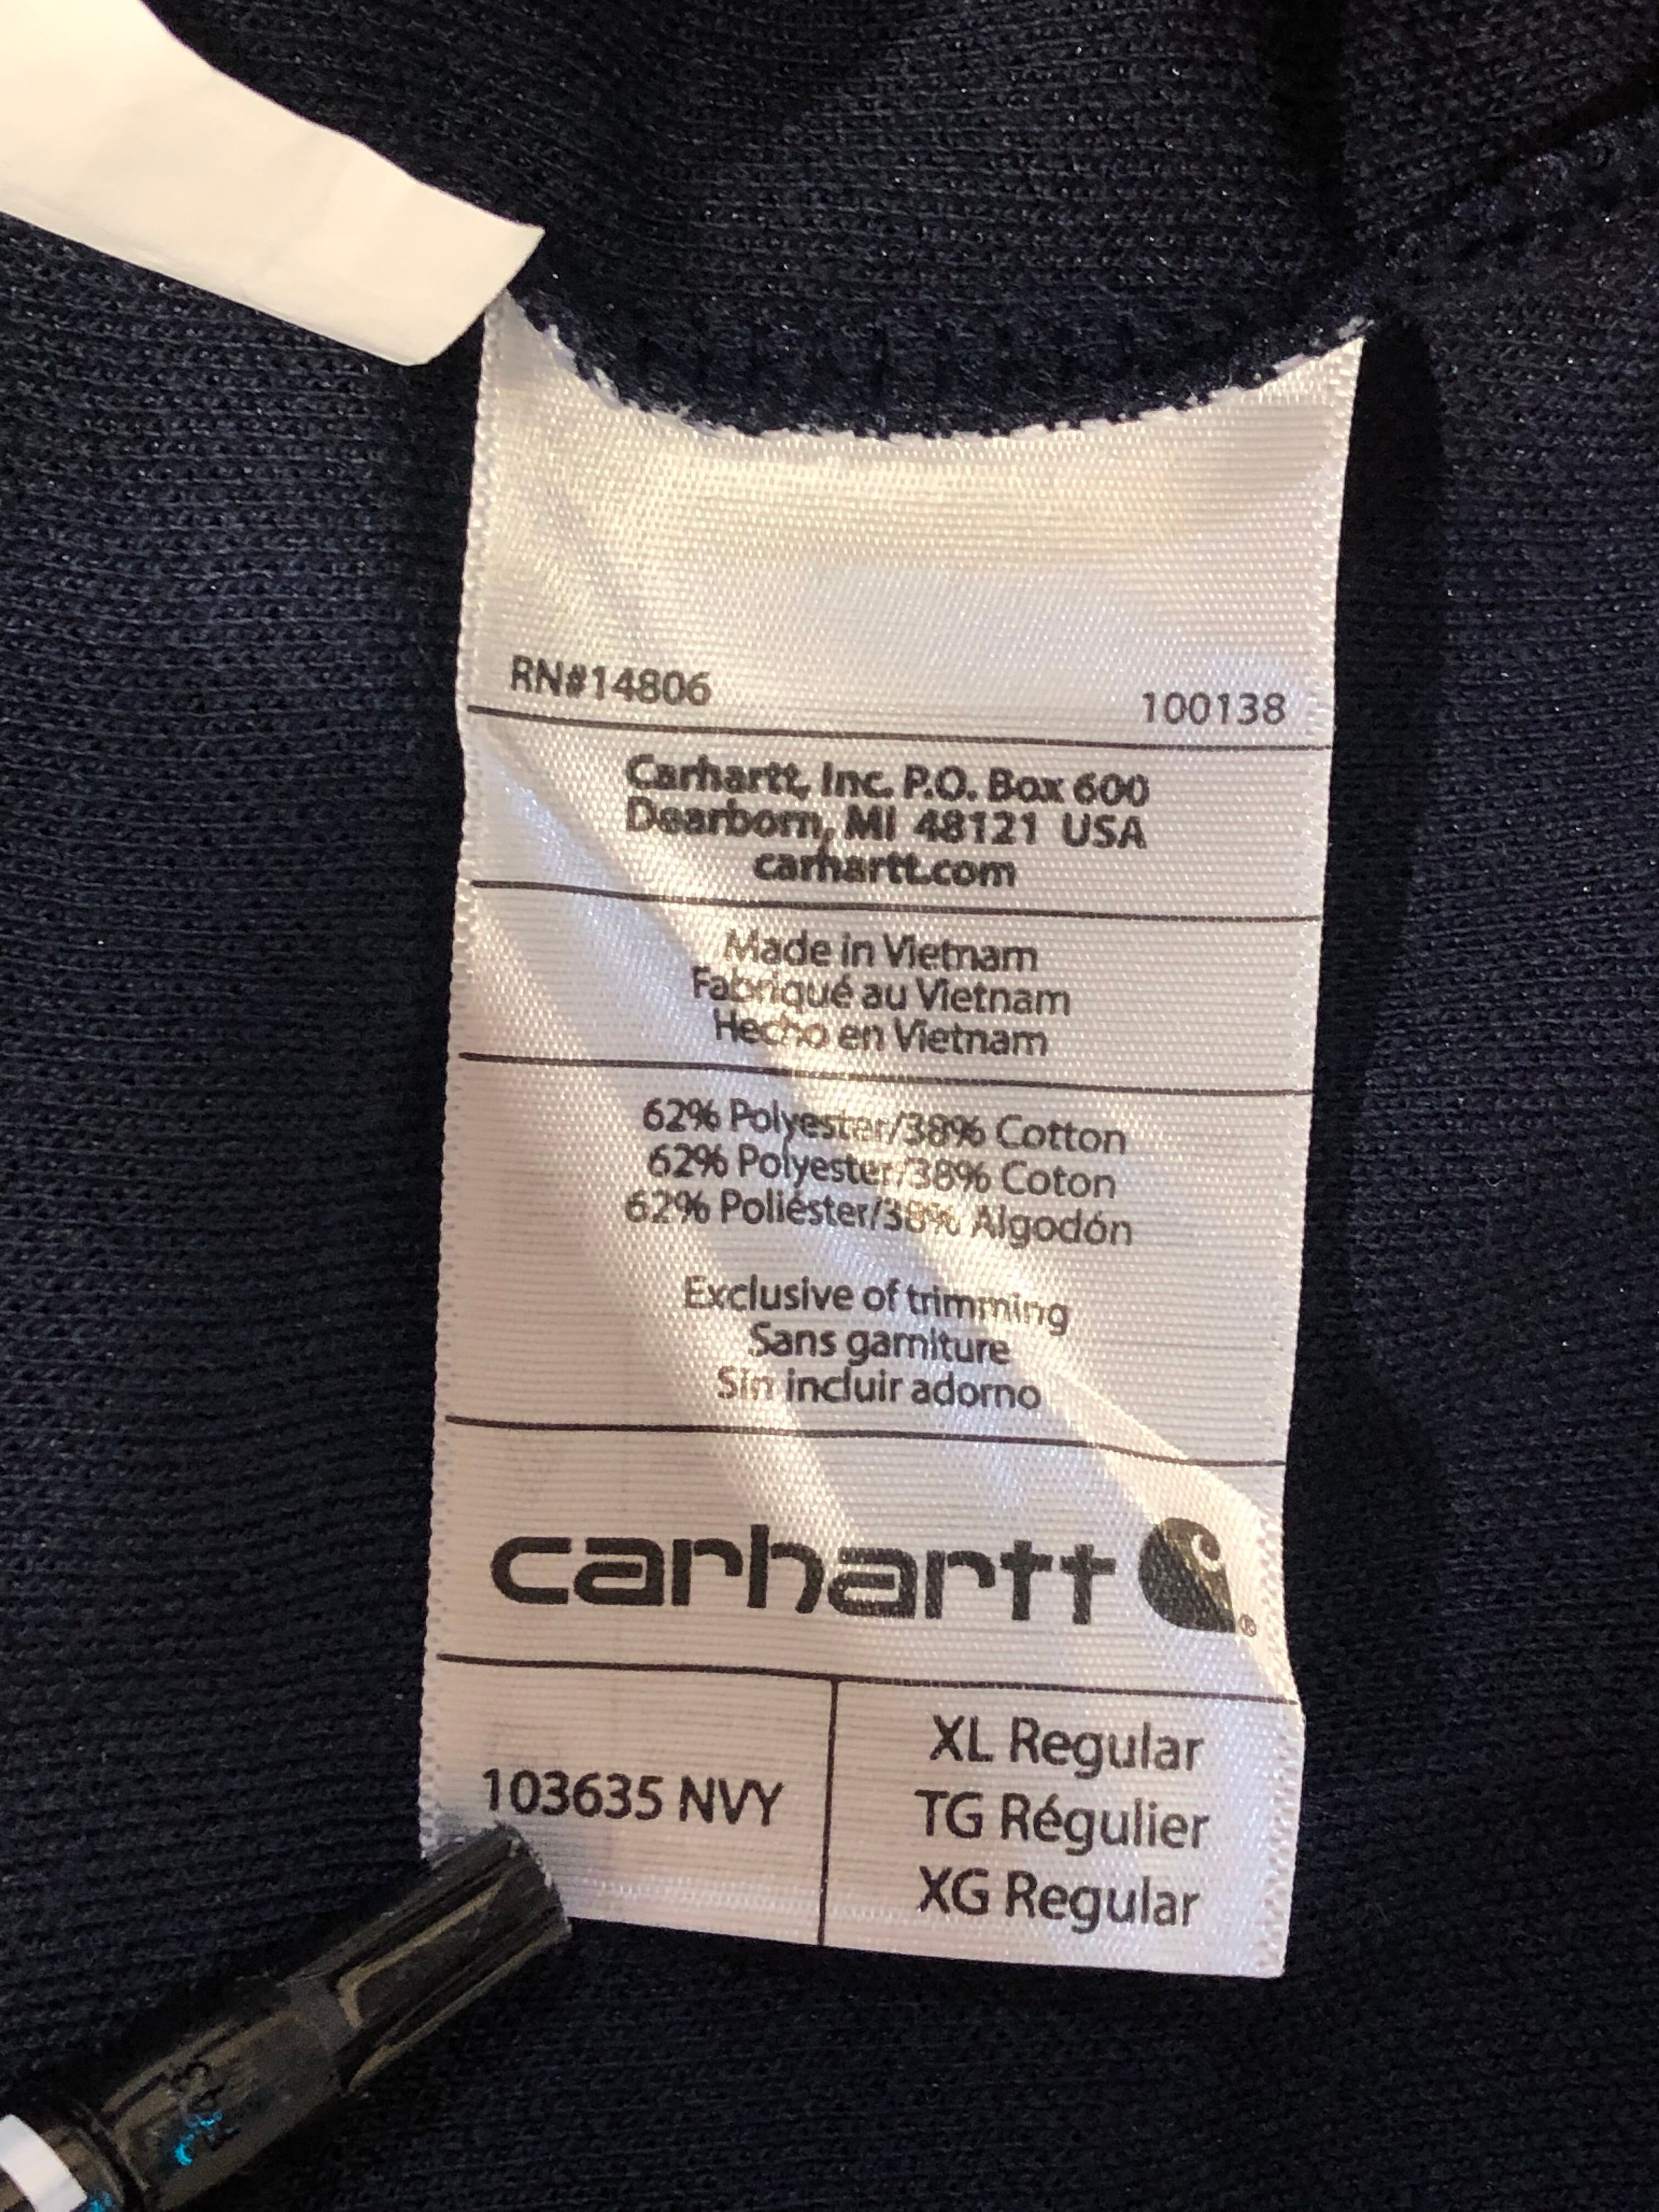 RN#14806 100138
Carhartt, Inc. P.O. Box 600
Dearborn, MI 48121 USA
carhartt.com
Made in Vietnam
Fabriqué au Vietnam
Hecho en Vietnam
62% Polyester/38% Cotton
62% Polyester/38% Coton
62% Poliéster/38% Algodón
Exclusive of trimming
Sans garniture
Sin incluir adorno
carhartt ®
103635 NVY
XL Regular
TG Régulier
XG Regular